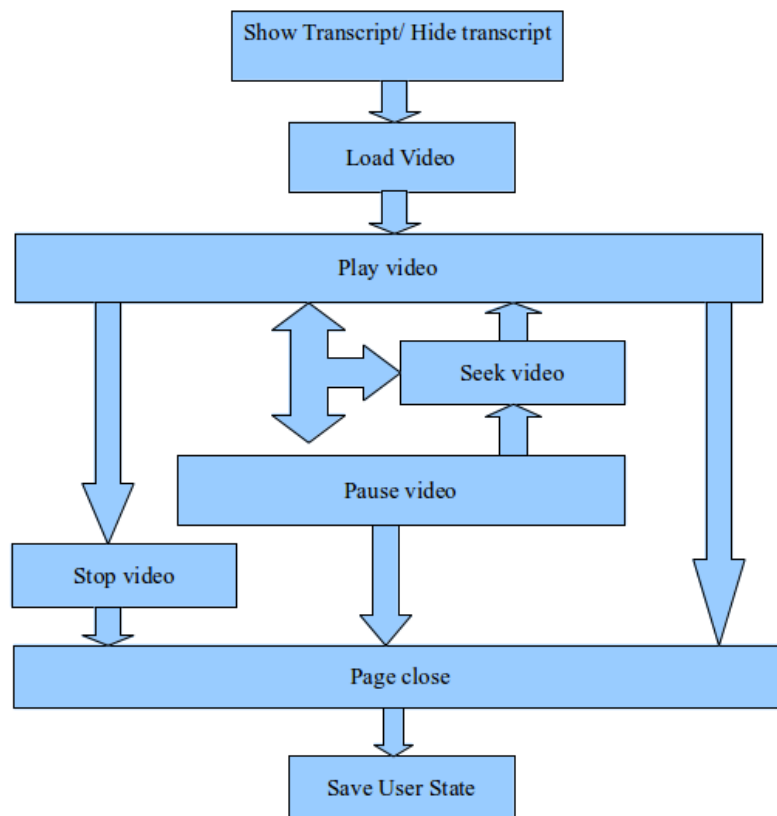 Show Transcript/ Hide transcript
Load Video
Play video
Seek video
Pause video
Stop video
Page close
Save User State